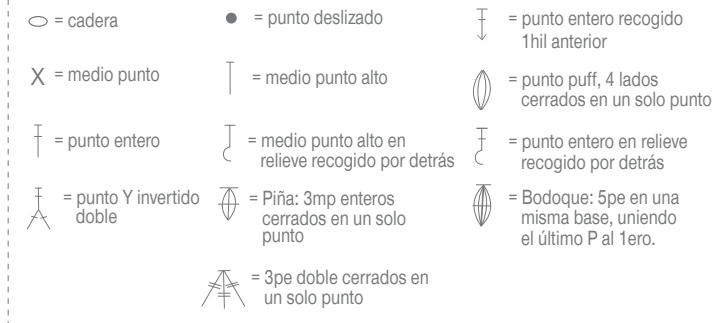 = cadera
= punto deslizado
= punto entero recogido
1hil anterior
X = medio punto
= medio punto alto
= punto puff, 4 lados
cerrados en un solo punto
= punto entero
= medio punto alto en
relieve recogido por detrás
= punto entero en relieve
recogido por detrás
= punto Y invertido
doble
= Piña: 3mp enteros
cerrados en un solo
punto
= Bodoque: 5pe en una
misma base, uniendo
el último P al 1ero.
= 3pe doble cerrados en
un solo punto